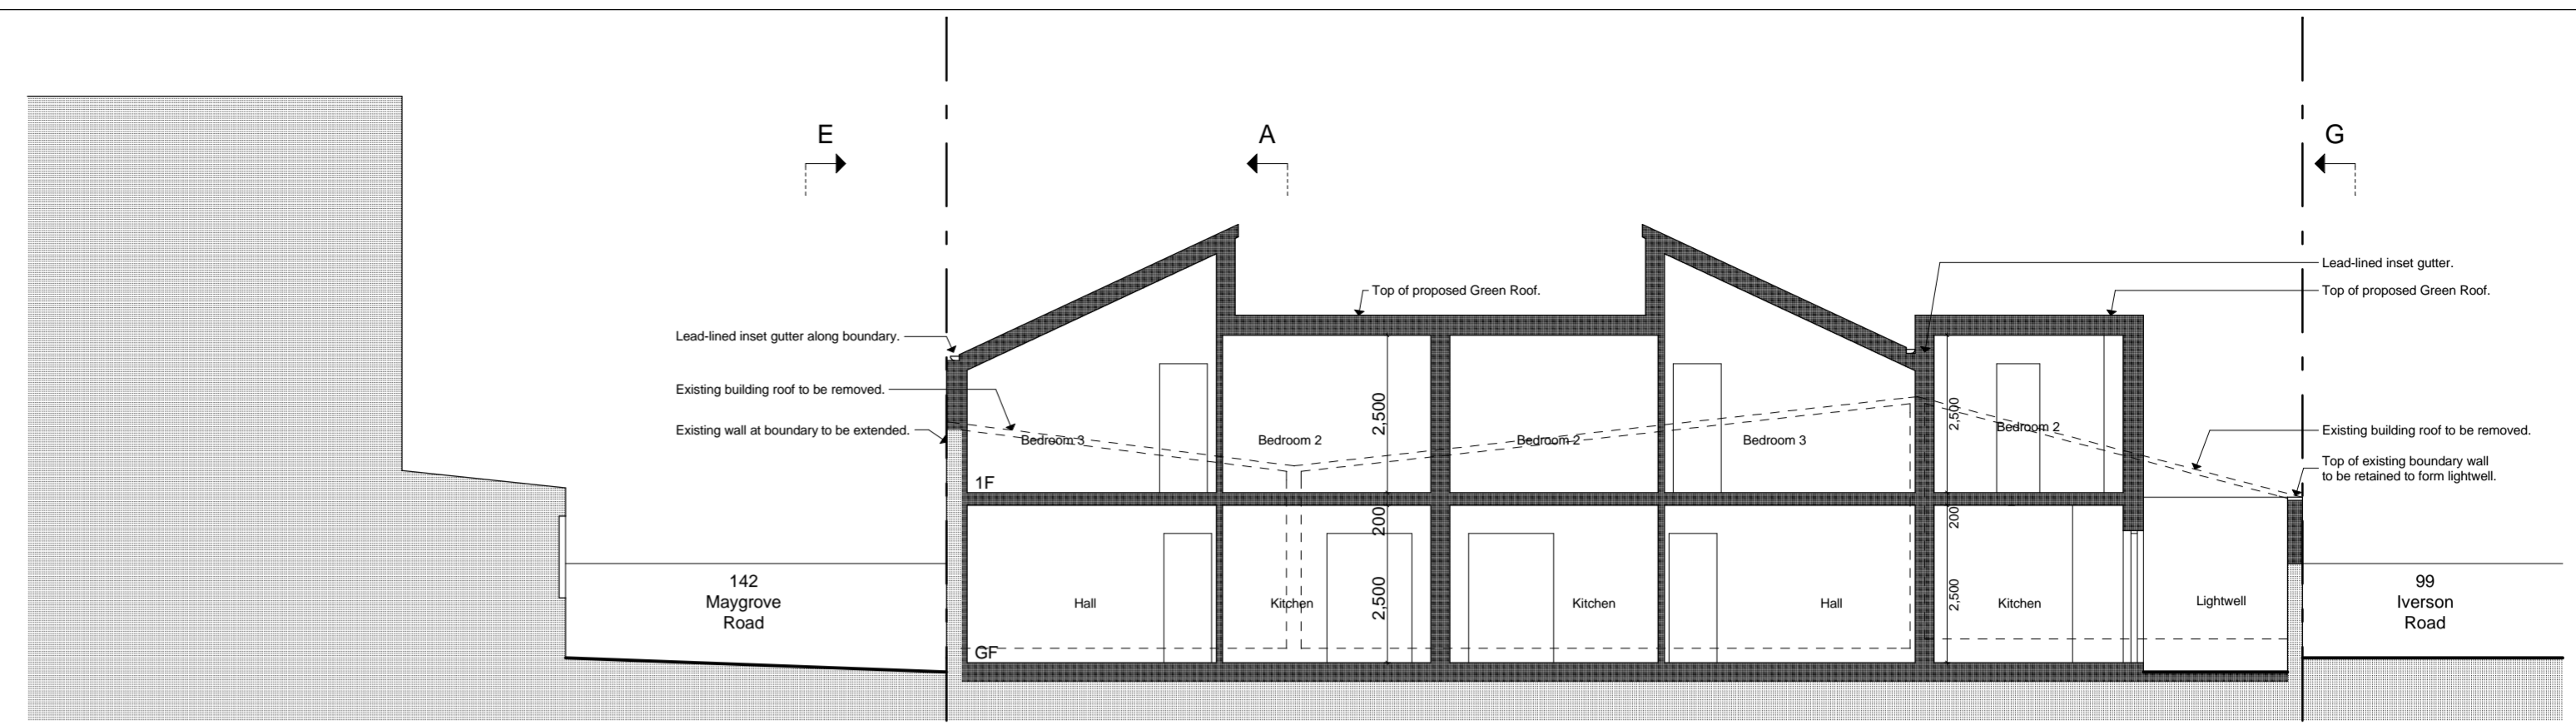 E
A
G
Lead-lined inset gutter.
Top of proposed Green Roof.
Top of proposed Green Roof.
Lead-lined inset gutter along boundary.
Existing building roof to be removed.
Existing wall at boundary to be extended.
Existing building roof to be removed.
Top of existing boundary wall
to be retained to form lightwell.
Bedroom 3
Bedroom 2
2,500
Bedroom 2
Bedroom 3
2,500
Bedroom 2
1F
200
200
142
Maygrove
Road
Hall
Kitchen
2,500
Kitchen
Hall
2,500
Kitchen
Lightwell
99
Iverson
Road
GF